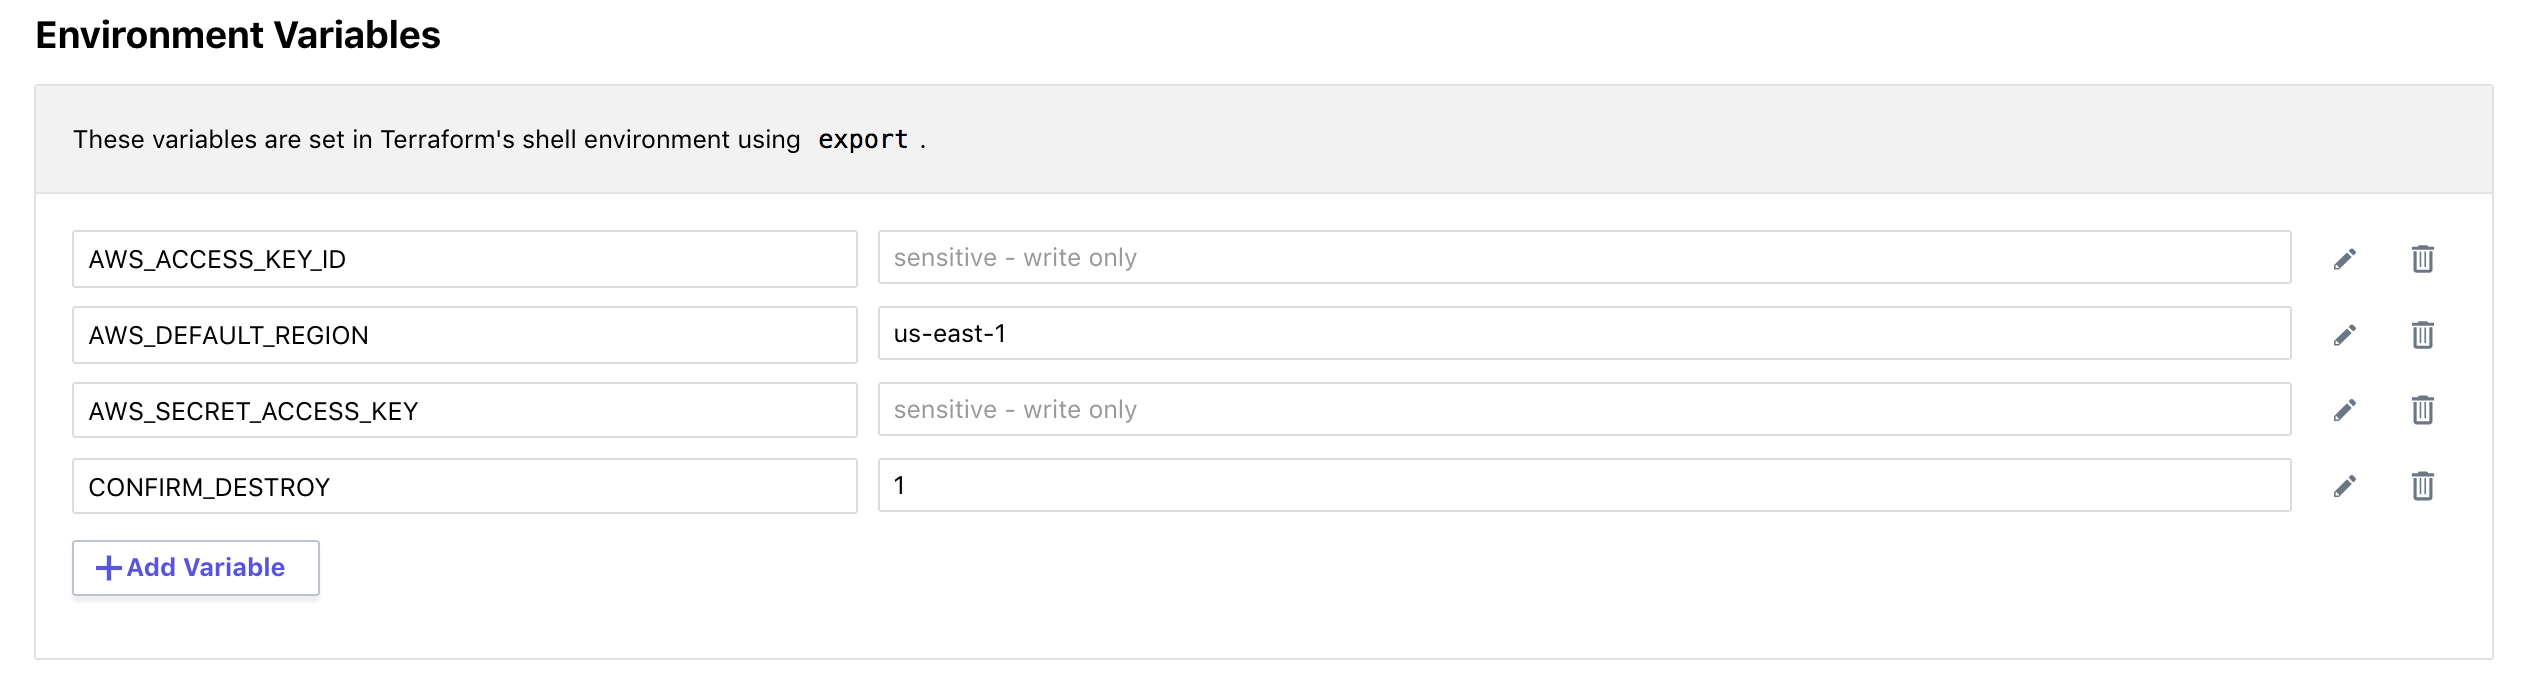 Environment Variables
These variables are set in Terraform's shell environment using export .
AWS_ACCESS_KEY_ID sensitive - write only
AWS_DEFAULT_REGION us-east-1
AWS_SECRET_ACCESS_KEY sensitive - write only
CONFIRM_DESTROY 1
+ Add Variable